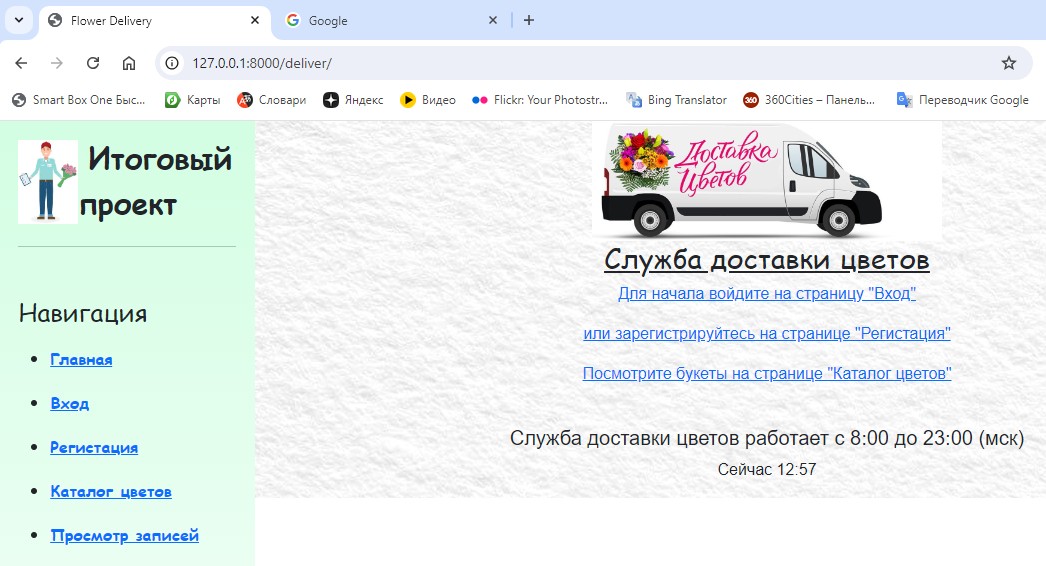 Flower Delivery
Google
127.0.0.1:8000/deliver/
Smart Box One Быс...
Карты
Словари
Яндекс
Видео
Flickr: Your Photostr...
Bing Translator
360Cities – Панель...
Переводчик Google
Итоговый
проект
Навигация
Главная
Вход
Регистация
Каталог цветов
Просмотр записей
Доставка
Цветов
Служба доставки цветов
Для начала войдите на страницу "Вход"
или зарегистрируйтесь на странице "Регистация"
Посмотрите букеты на странице "Каталог цветов"
Служба доставки цветов работает с 8:00 до 23:00 (мск)
Сейчас 12:57